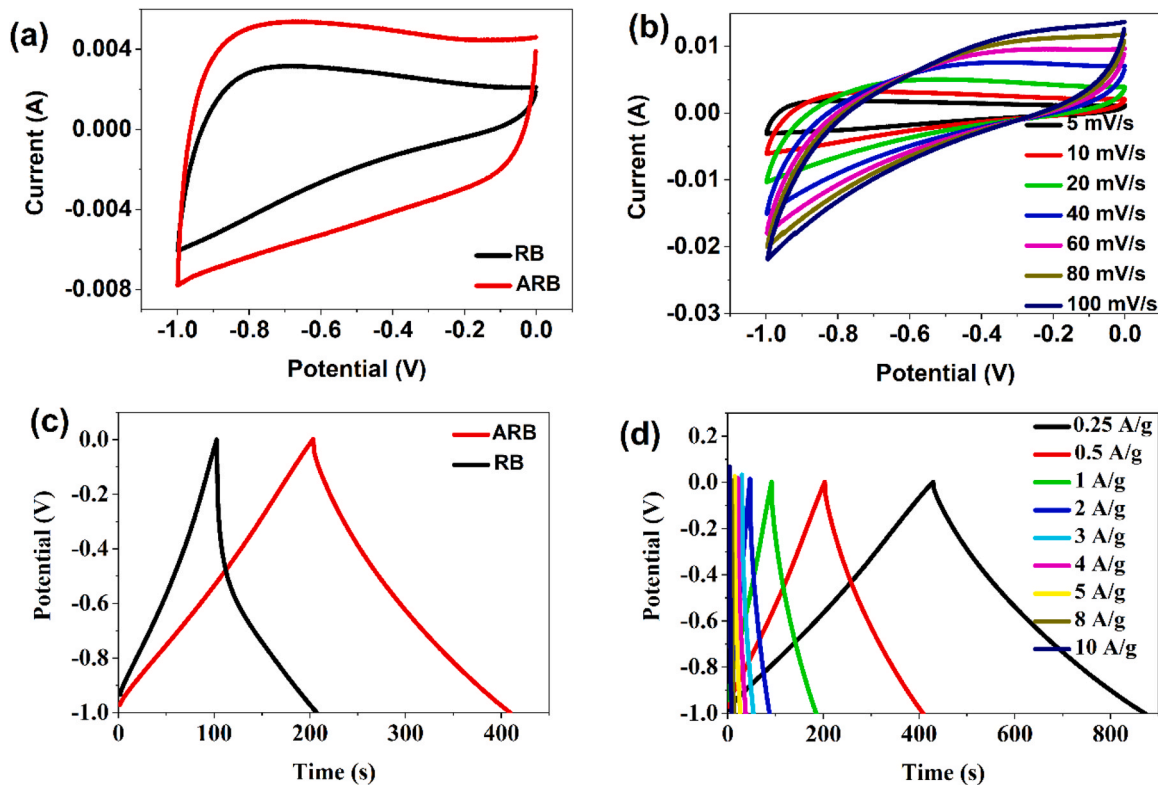 (a)
Current (A)
0.004
0.000
-0.004
-0.008
-1.0 -0.8 -0.6 -0.4 -0.2 0.0
Potential (V)
RB
ARB
(b)
Current (A)
0.01
0.00
-0.01
-0.02
-0.03
-1.0 -0.8 -0.6 -0.4 -0.2 0.0
Potential (V)
5 mV/s
10 mV/s
20 mV/s
40 mV/s
60 mV/s
80 mV/s
100 mV/s
(c)
Potential (V)
0.0
-0.2
-0.4
-0.6
-0.8
-1.0
0 100 200 300 400
Time (s)
ARB
RB
(d)
Potential (V)
0.2
0.0
-0.2
-0.4
-0.6
-0.8
-1.0
0 200 400 600 800
Time (s)
0.25 A/g
0.5 A/g
1 A/g
2 A/g
3 A/g
4 A/g
5 A/g
8 A/g
10 A/g